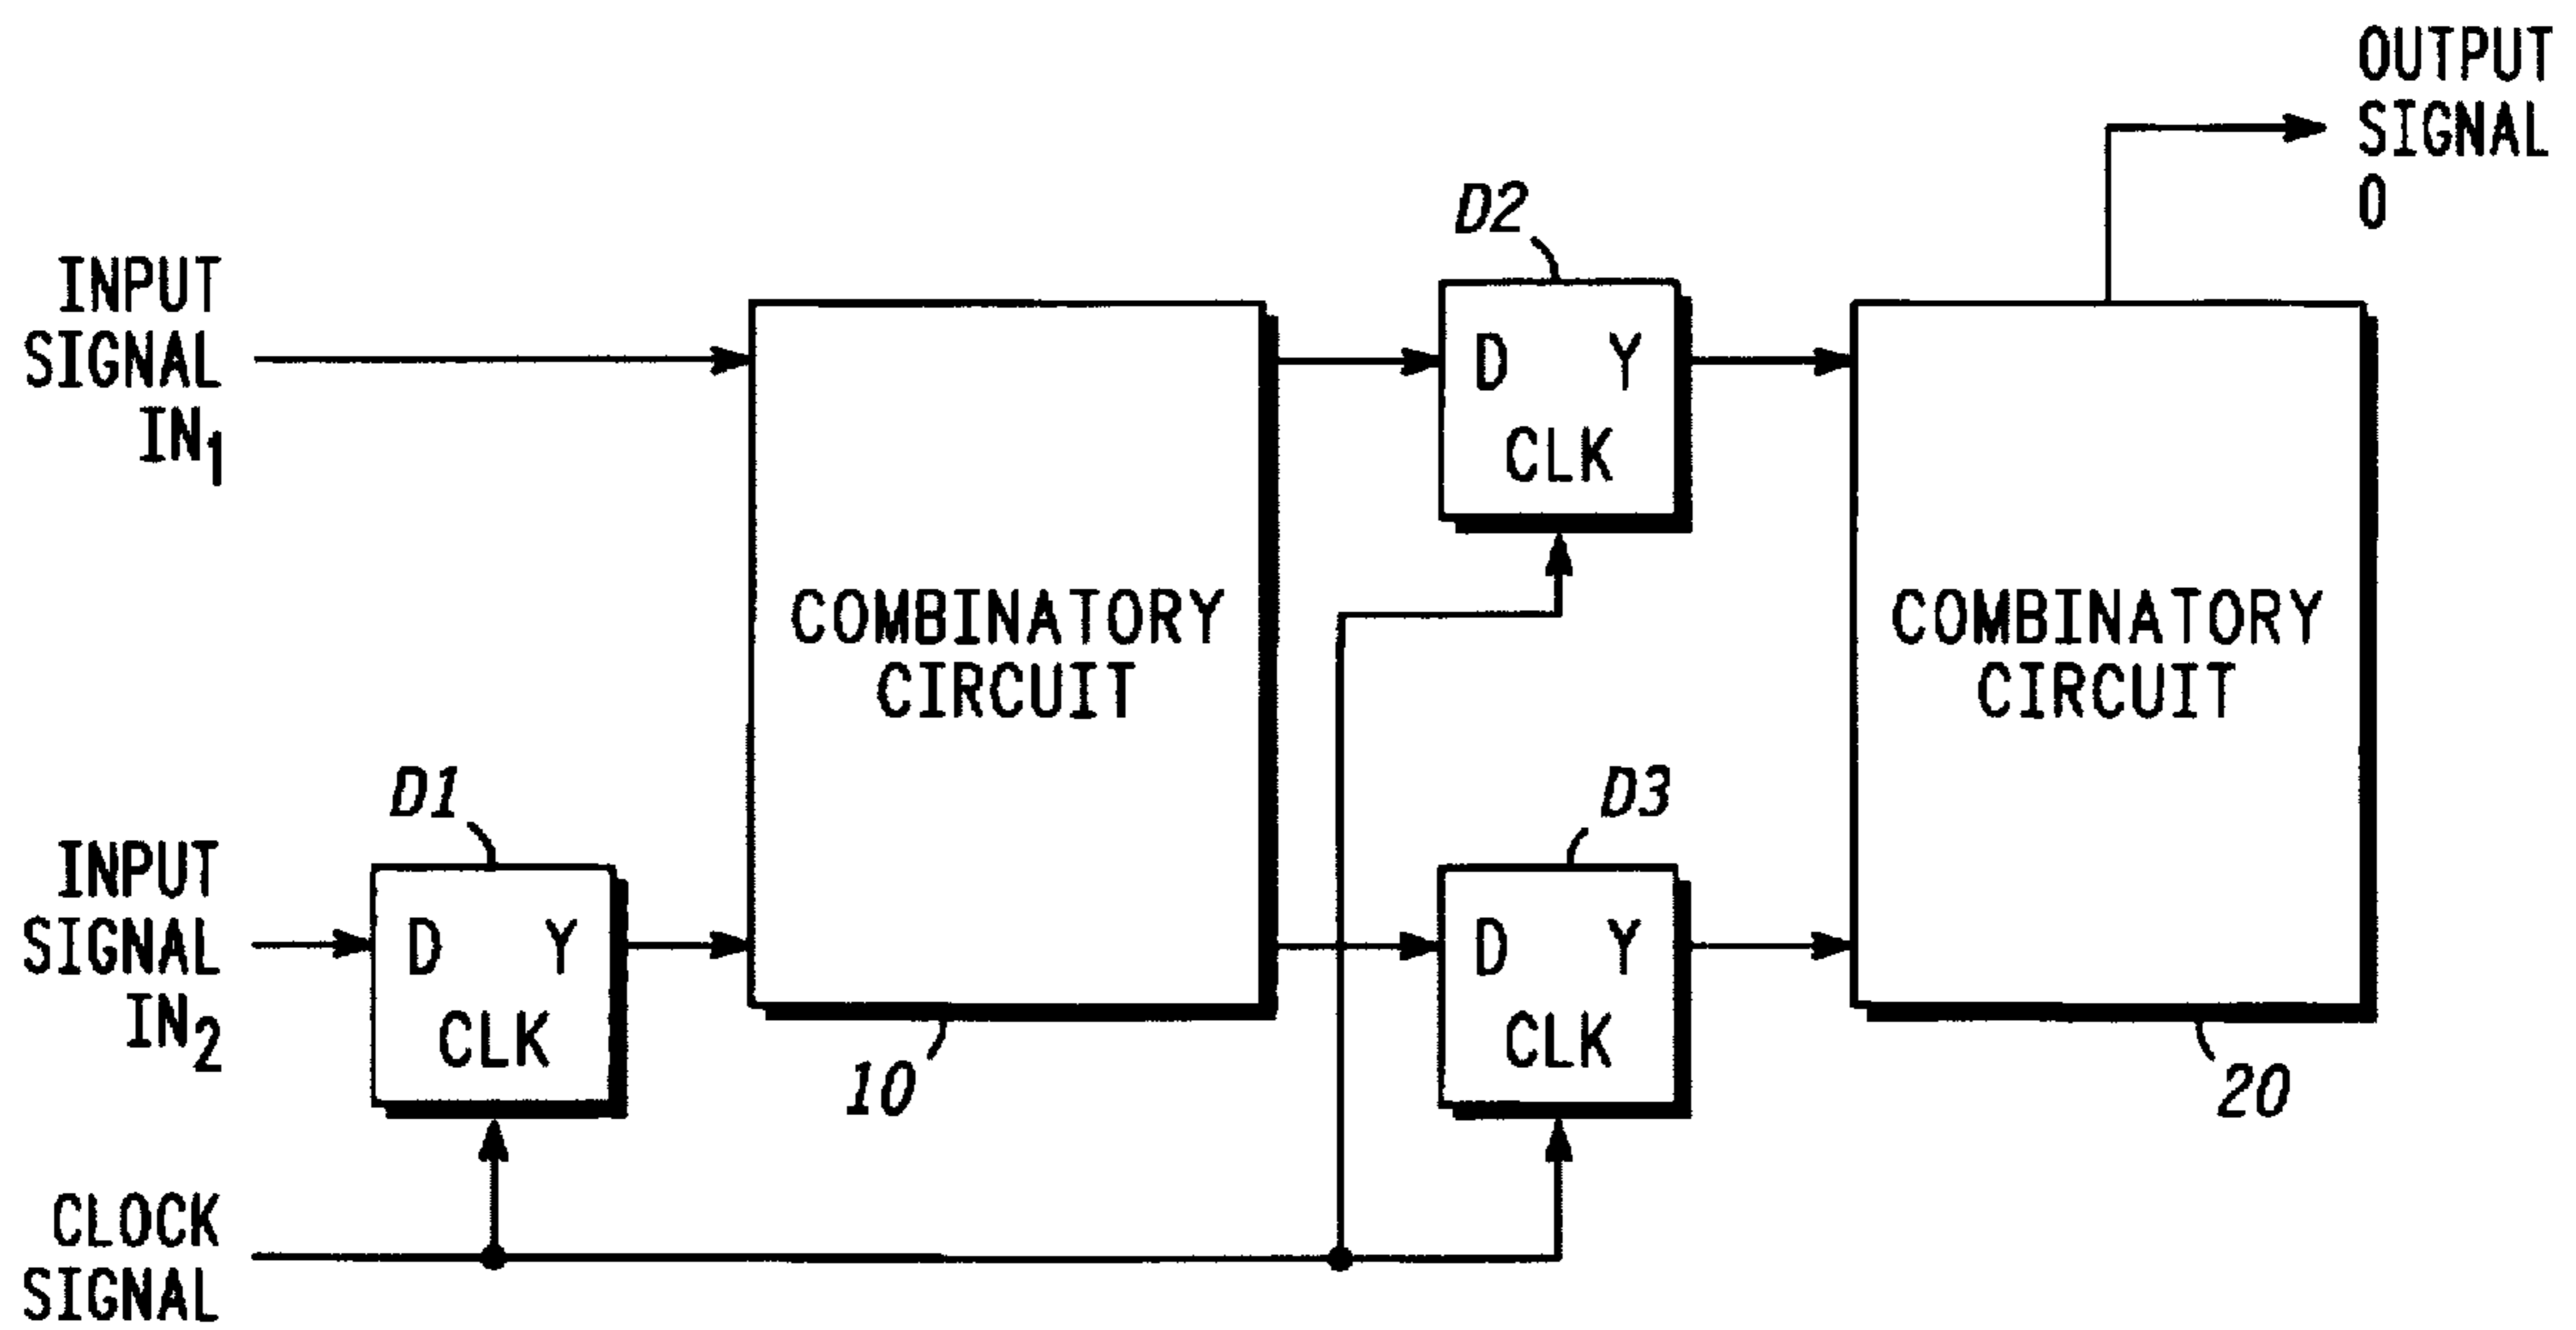 OUTPUT
SIGNAL
O
D2
INPUT
SIGNAL
IN1
D Y
CLK
COMBINATORY
CIRCUIT
COMBINATORY
CIRCUIT
D1
D3
INPUT
SIGNAL
IN2
D Y
CLK
D Y
CLK
10
20
CLOCK
SIGNAL